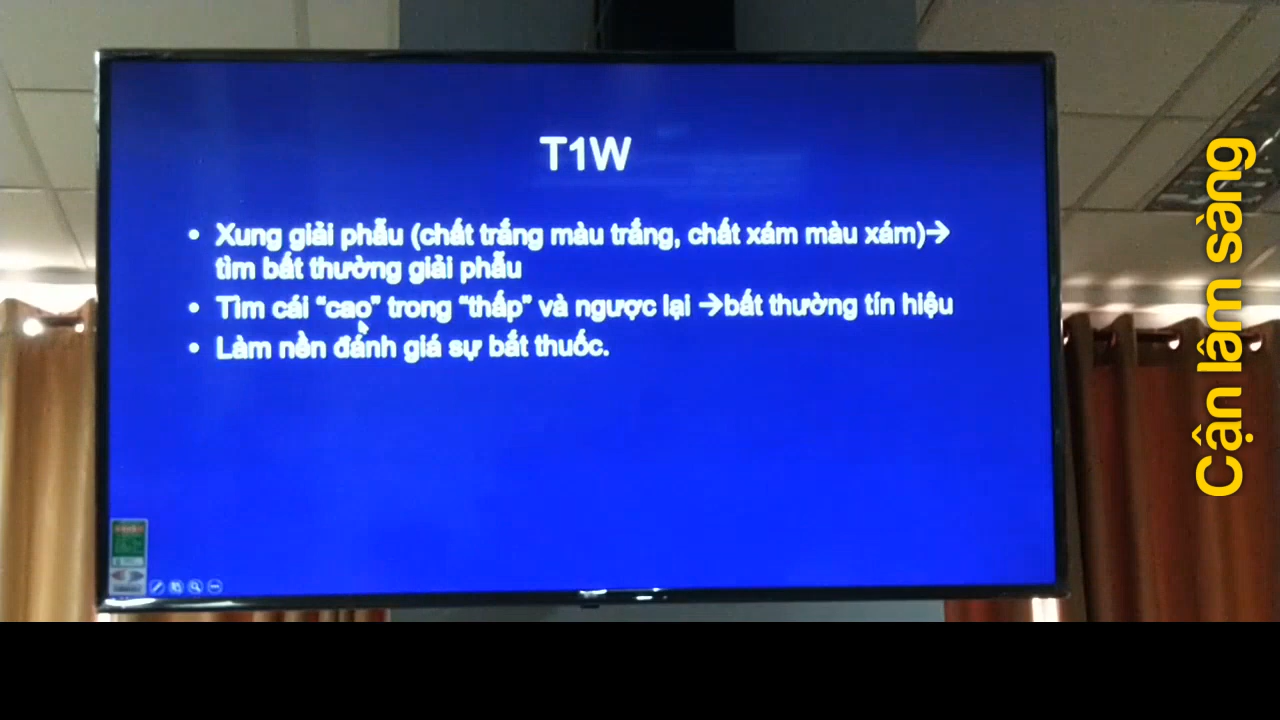 T1W
• Xung giải phẫu (chất trắng màu trắng, chất xám màu xám)→
tìm bất thường giải phẫu
• Tìm cái “cao” trong “thấp” và ngược lại →bất thường tín hiệu
• Làm nền đánh giá sự bắt thuốc.
Cận lâm sàng